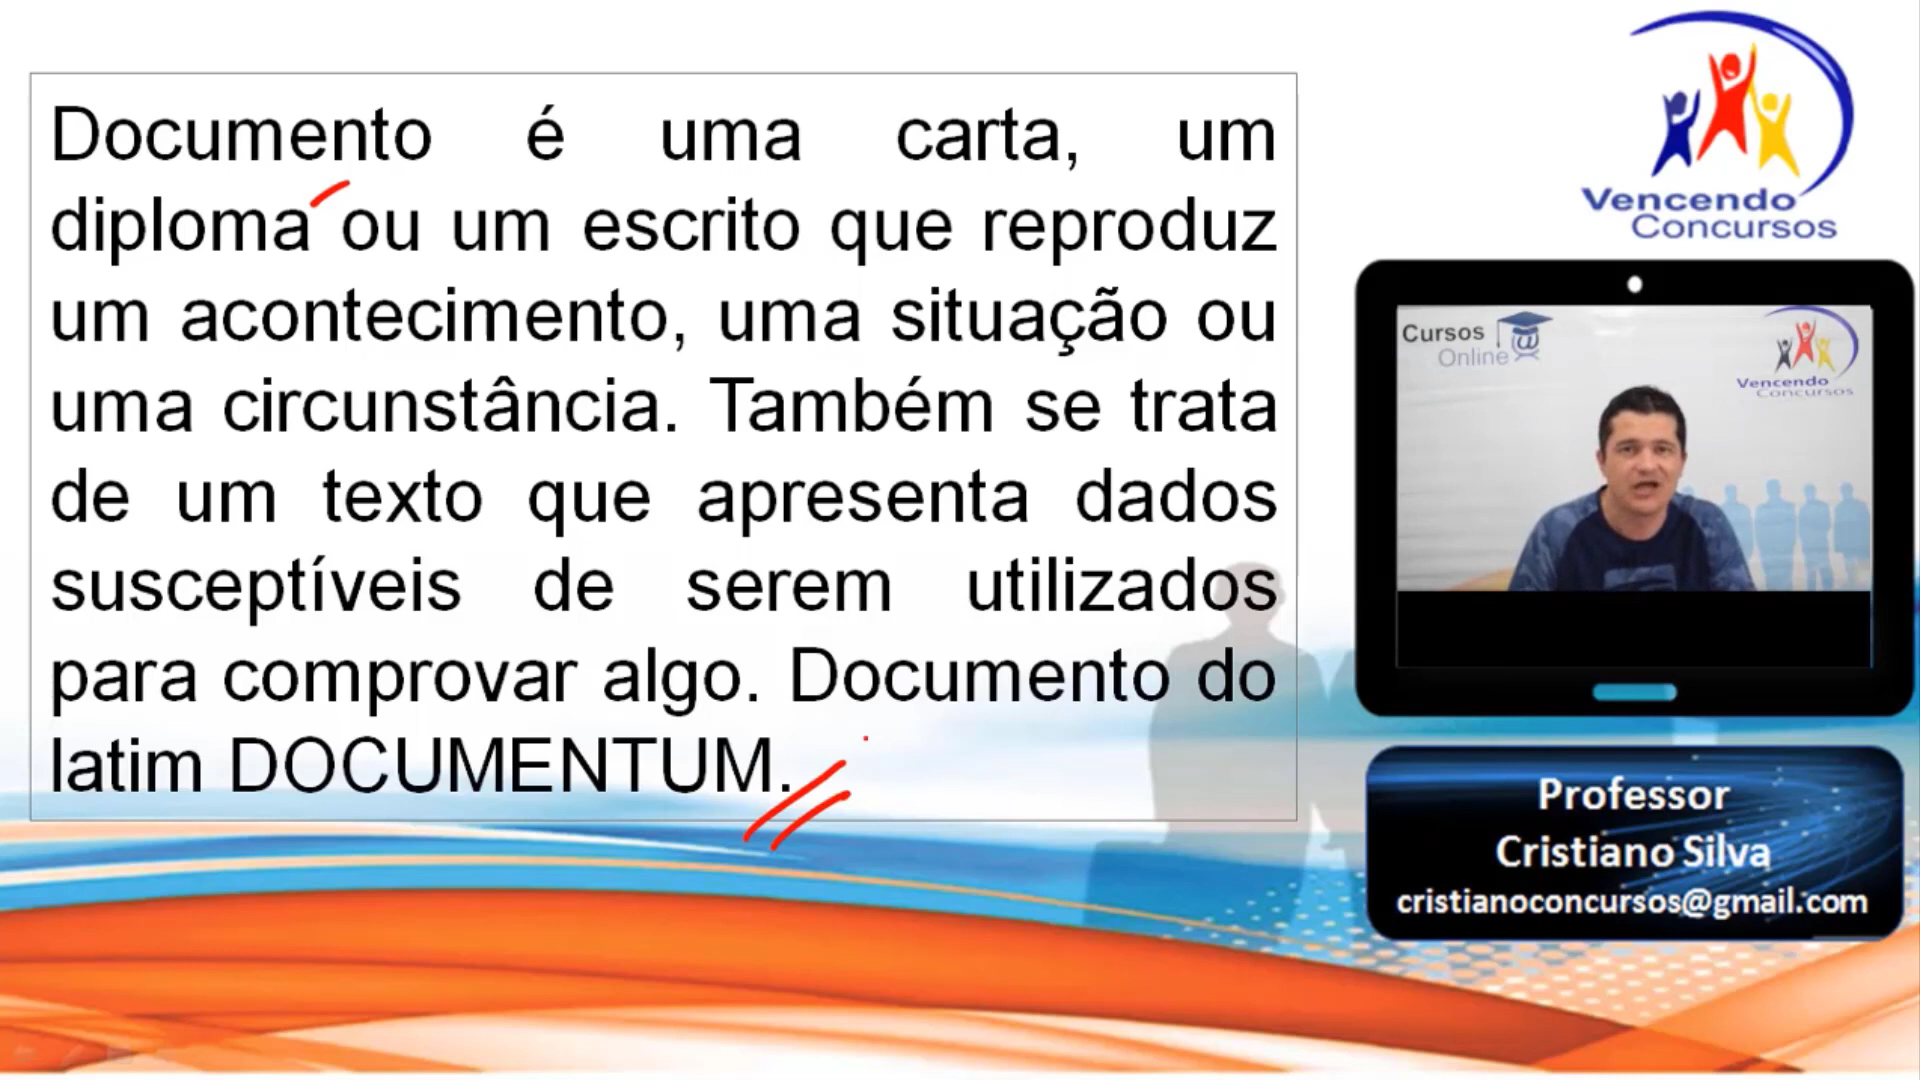 Documento é uma carta, um
diploma ou um escrito que reproduz
um acontecimento, uma situação ou
uma circunstância. Também se trata
de um texto que apresenta dados
susceptíveis de serem utilizados
para comprovar algo. Documento do
latim DOCUMENTUM.
Vencendo
Concursos
Cursos
Online
Vencendo
Concursos
Professor
Cristiano Silva
cristianoconcursos@gmail.com